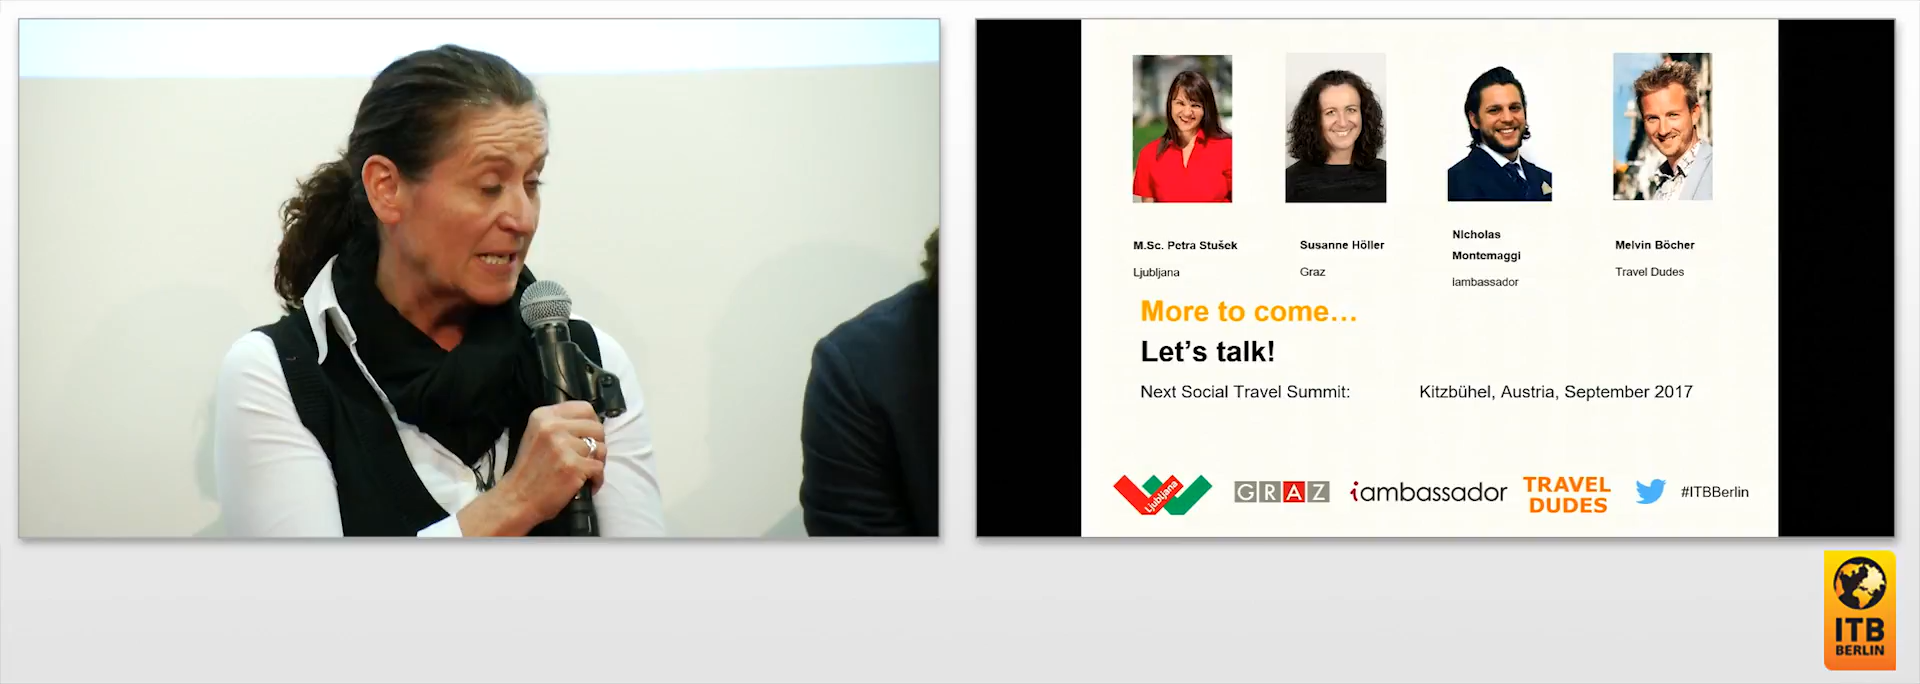 M.Sc. Petra Stušek
Ljubljana
Susanne Höller
Graz
Nicholas
Montemaggi
iambassador
Melvin Böcher
Travel Dudes
More to come…
Let’s talk!
Next Social Travel Summit: Kitzbühel, Austria, September 2017
Ljubljana
GRAZ
iambassador
TRAVEL
DUDES
#ITBBerlin
ITB
BERLIN